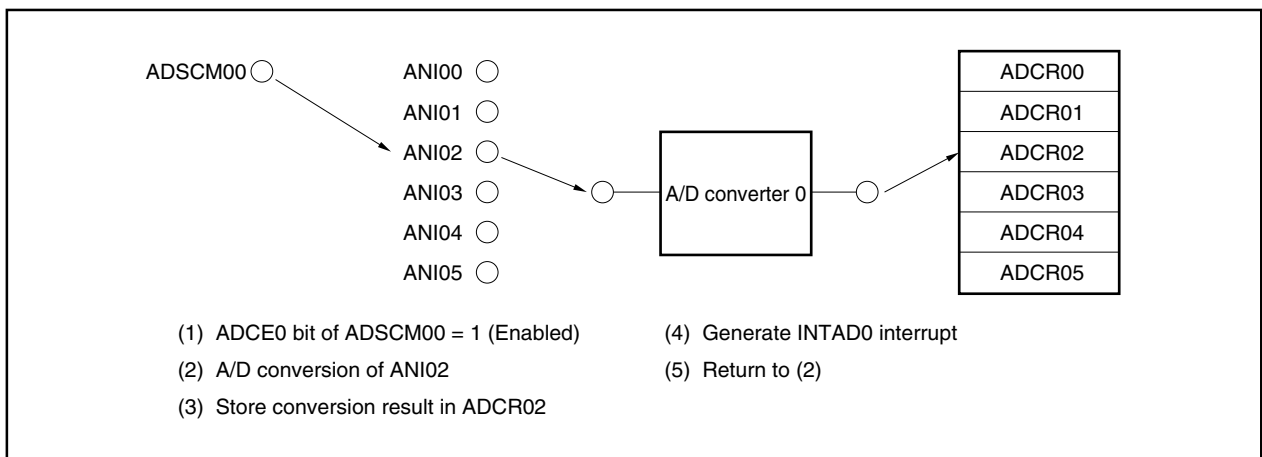 ADSCM00
ANI00
ANI01
ANI02
ANI03
ANI04
ANI05
A/D converter 0
ADCR00
ADCR01
ADCR02
ADCR03
ADCR04
ADCR05
(1) ADCE0 bit of ADSCM00 = 1 (Enabled)
(2) A/D conversion of ANI02
(3) Store conversion result in ADCR02
(4) Generate INTAD0 interrupt
(5) Return to (2)